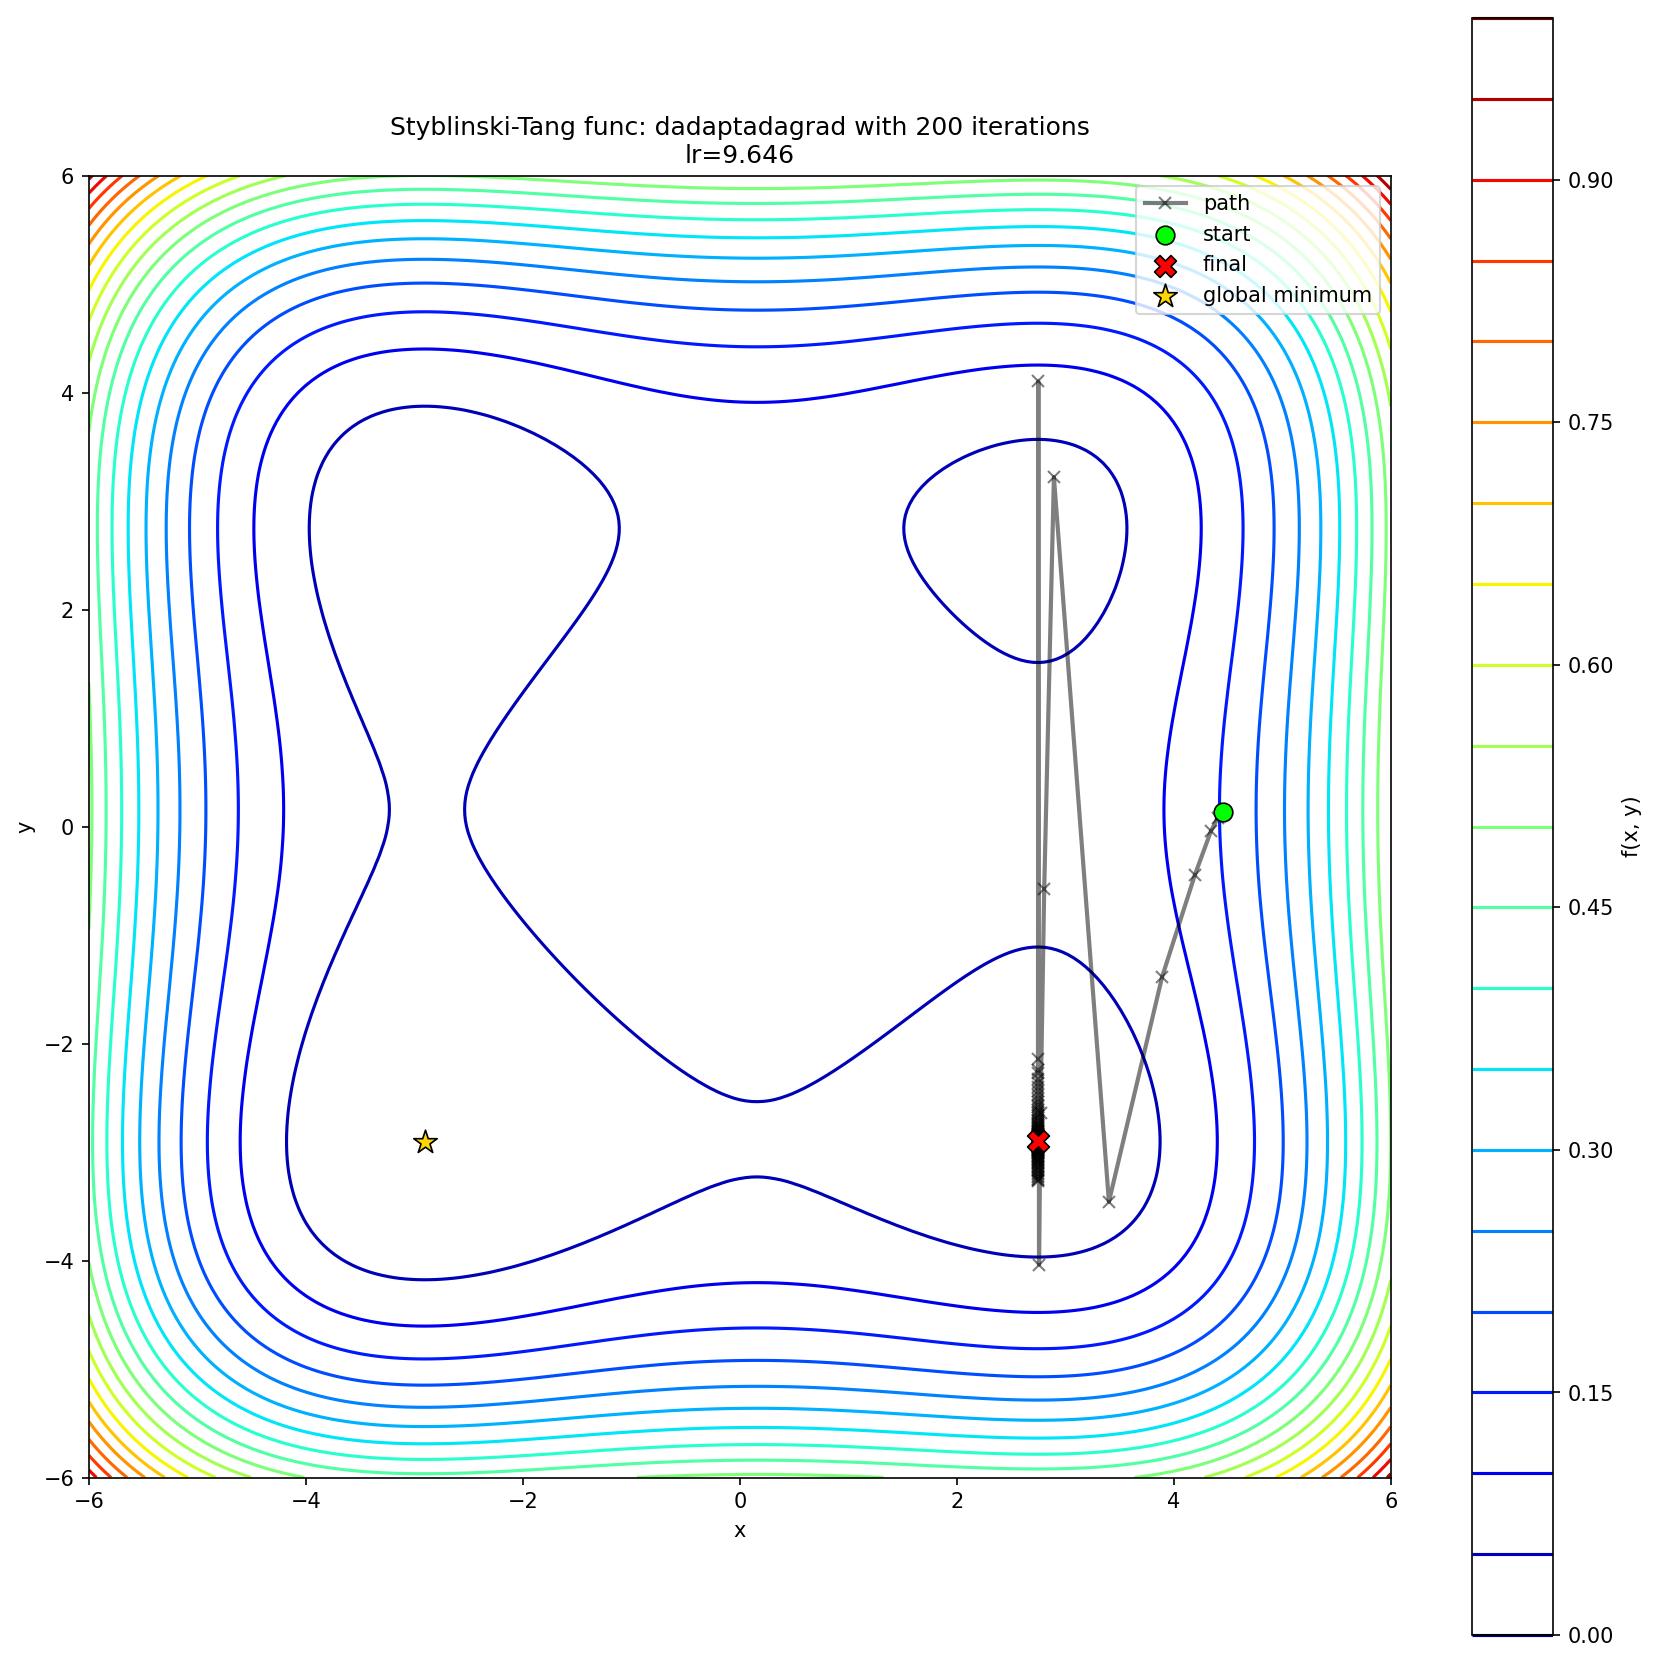 Styblinski-Tang func: dadaptadagrad with 200 iterations
lr=9.646
path
start
final
global minimum
6
4
2
0
−2
−4
−6
y
−6
−4
−2
0
2
4
6
x
0.90
0.75
0.60
0.45
0.30
0.15
0.00
f(x, y)